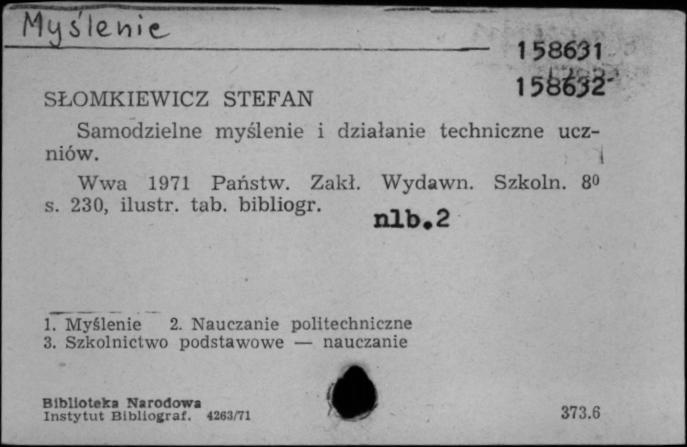 Myślenie
158631
158632
SŁOMKIEWICZ STEFAN
Samodzielne myślenie i działanie techniczne ucz-
niów.
Wwa 1971 Państw. Zakł. Wydawn. Szkoln. 8⁰
s. 230, ilustr. tab. bibliogr.
nlb.2
1. Myślenie 2. Nauczanie politechniczne
3. Szkolnictwo podstawowe — nauczanie
Biblioteka Narodowa
Instytut Bibliograf. 4263/71
373.6